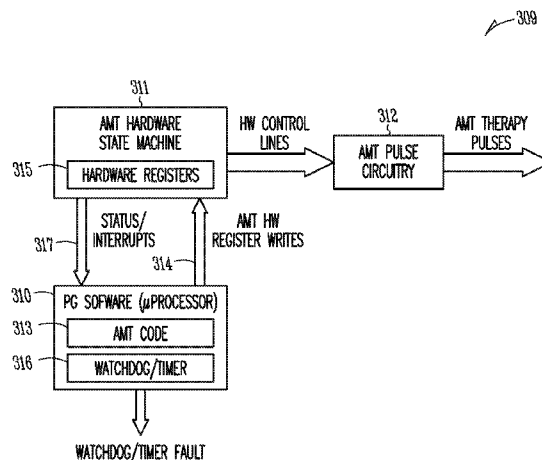 309
311
AMT HARDWARE
STATE MACHINE
315
HARDWARE REGISTERS
HW CONTROL
LINES
312
AMT PULSE
CIRCUITRY
AMT THERAPY
PULSES
STATUS/
INTERRUPTS
317
AMT HW
REGISTER WRITES
314
310
PG SOFWARE (μPROCESSOR)
313
AMT CODE
316
WATCHDOG/TIMER
WATCHDOG/TIMER FAULT